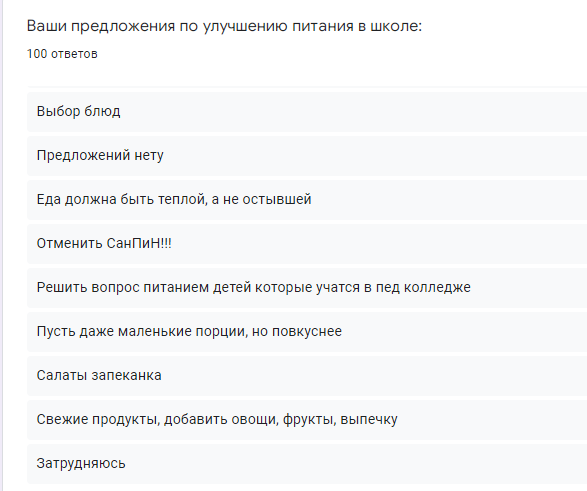 Ваши предложения по улучшению питания в школе:
100 ответов
Выбор блюд
Предложений нету
Еда должна быть теплой, а не остывшей
Отменить СанПиН!!!
Решить вопрос питанием детей которые учатся в пед колледже
Пусть даже маленькие порции, но повкуснее
Салаты запеканка
Свежие продукты, добавить овощи, фрукты, выпечку
Затрудняюсь